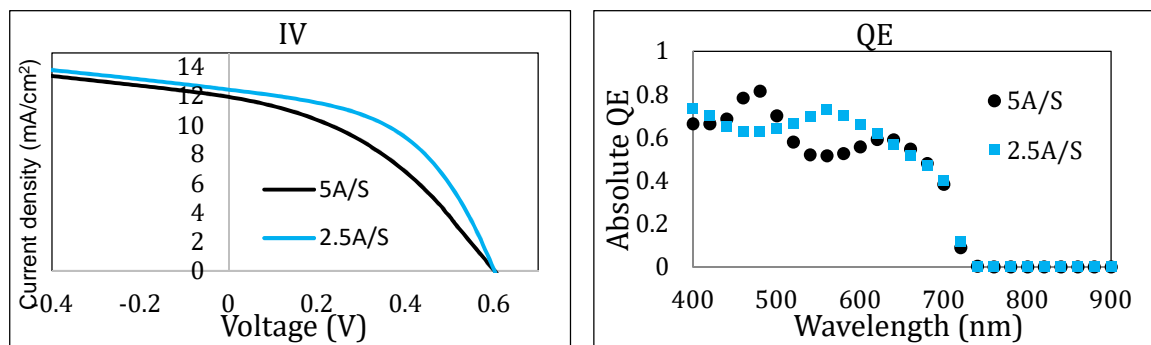 IV
Current density (mA/cm²)
14
12
10
8
6
4
2
0
-0.4
-0.2
0
0.2
0.4
0.6
Voltage (V)
5A/S
2.5A/S
QE
Absolute QE
1
0.8
0.6
0.4
0.2
0
400
500
600
700
800
900
Wavelength (nm)
5A/S
2.5A/S